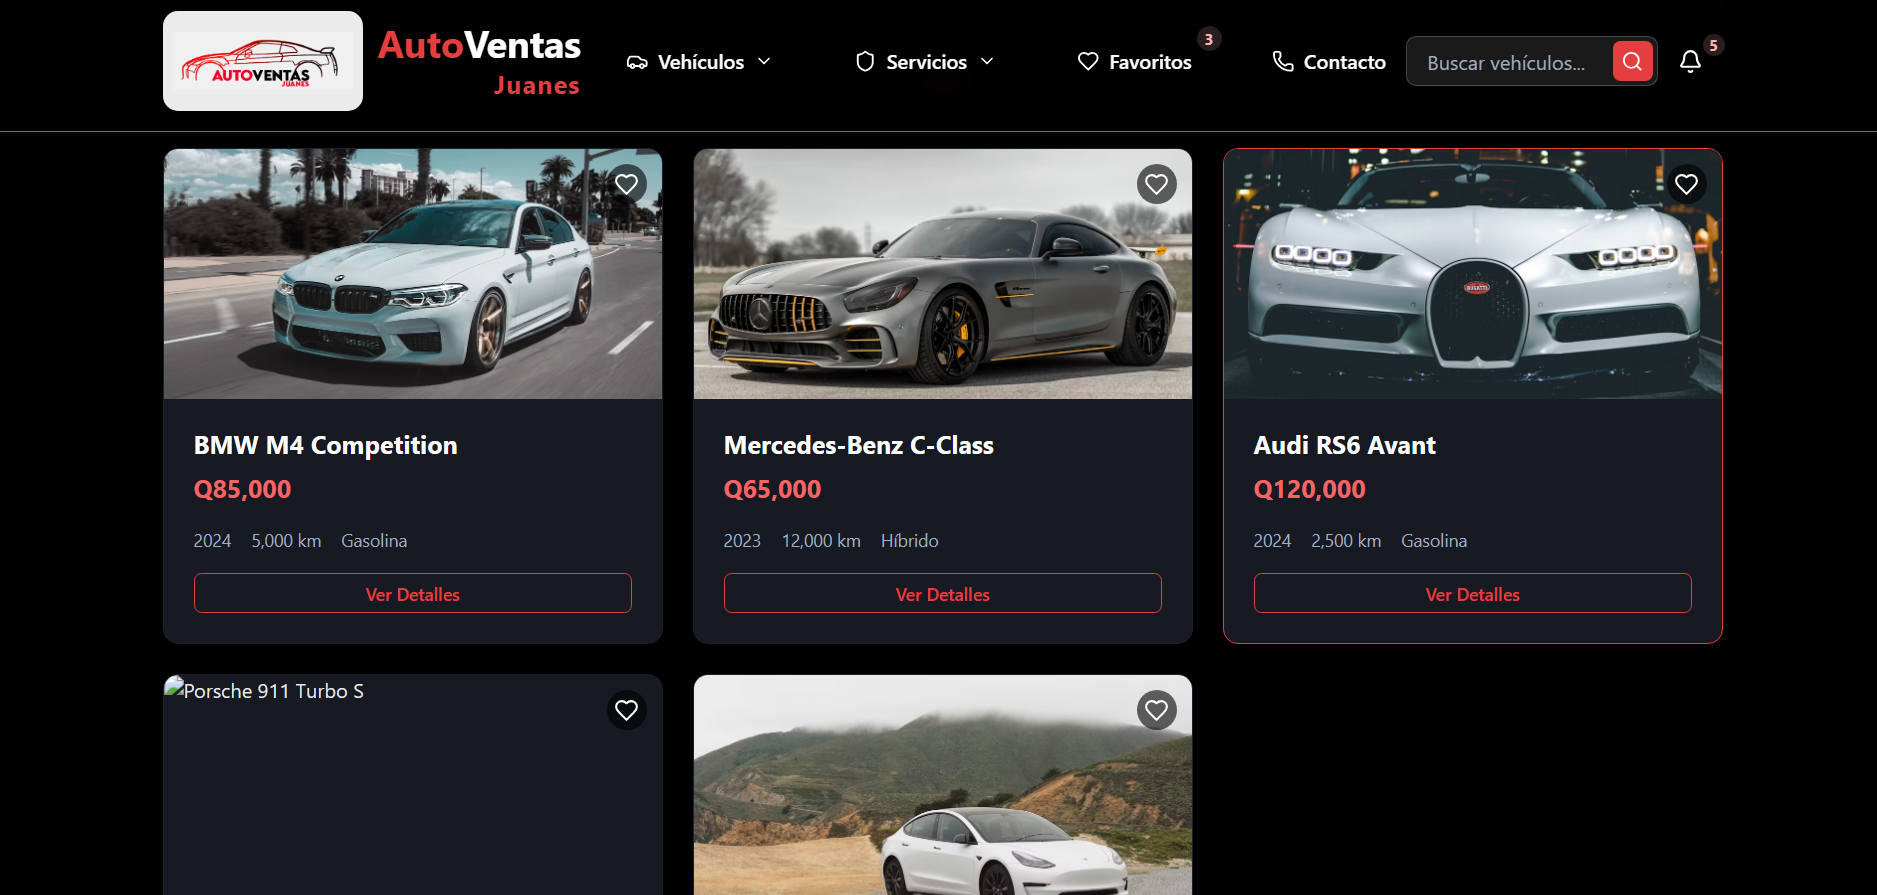 AUTOVENTAS
JUANES
AutoVentas
Juanes
Vehículos
Servicios
Favoritos
3
Contacto
Buscar vehículos...
5
BUGATTI
BMW M4 Competition
Q85,000
2024 5,000 km Gasolina
Ver Detalles
Mercedes-Benz C-Class
Q65,000
2023 12,000 km Híbrido
Ver Detalles
Audi RS6 Avant
Q120,000
2024 2,500 km Gasolina
Ver Detalles
Porsche 911 Turbo S